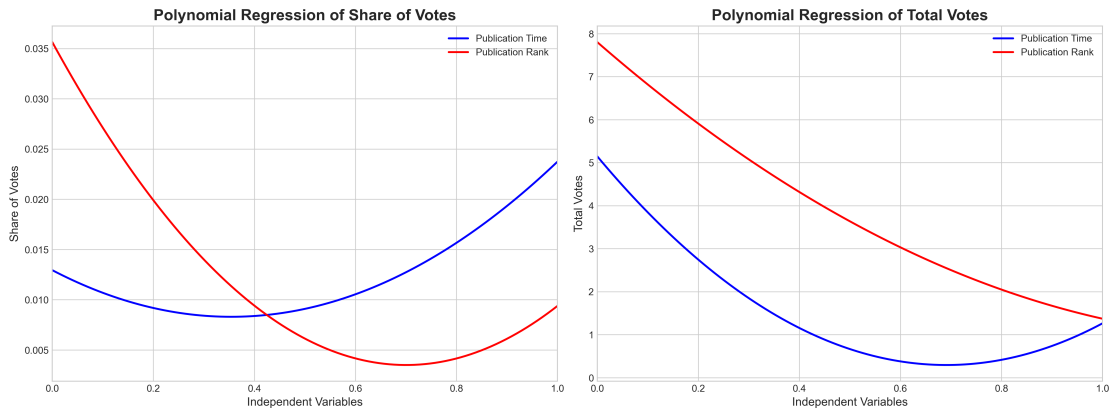 Polynomial Regression of Share of Votes
Publication Time
Publication Rank
0.035
0.030
0.025
0.020
0.015
0.010
0.005
Share of Votes
0.0 0.2 0.4 0.6 0.8 1.0
Independent Variables
Polynomial Regression of Total Votes
Publication Time
Publication Rank
8
7
6
5
4
3
2
1
0
Total Votes
0.0 0.2 0.4 0.6 0.8 1.0
Independent Variables